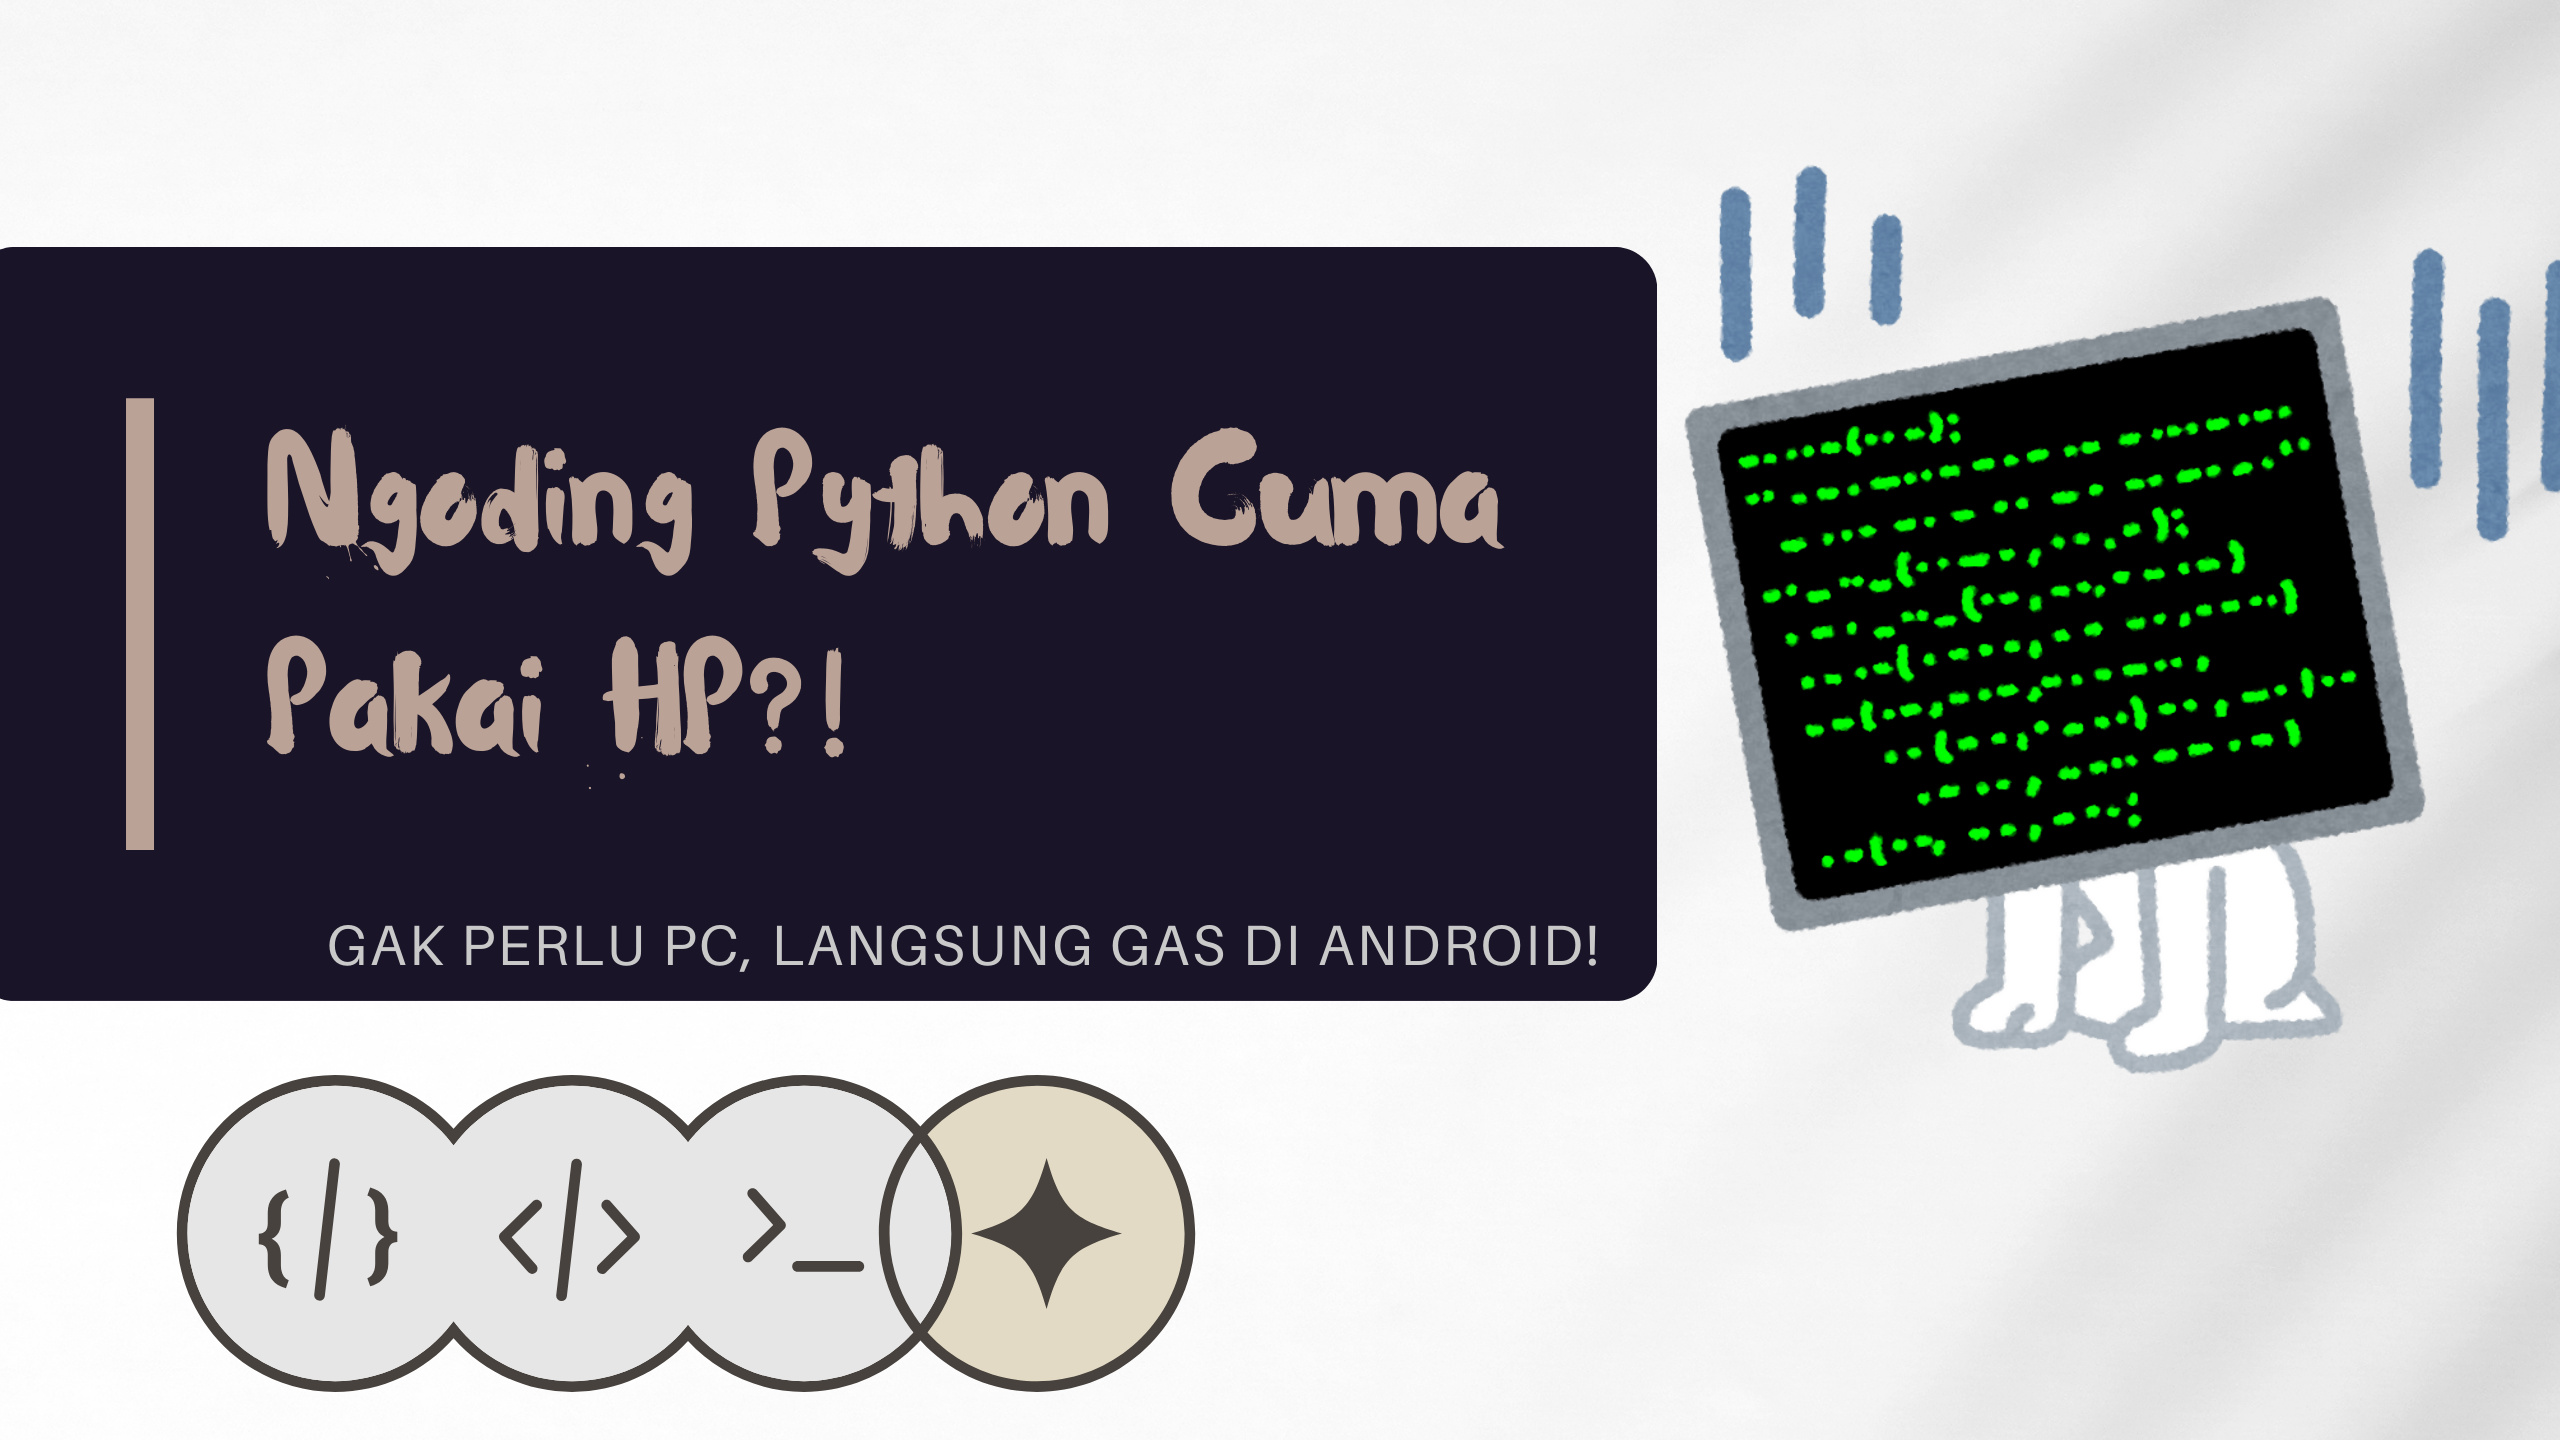 Ngoding Python Cuma
Pakai HP?!
GAK PERLU PC, LANGSUNG GAS DI ANDROID!
{/} </> >_